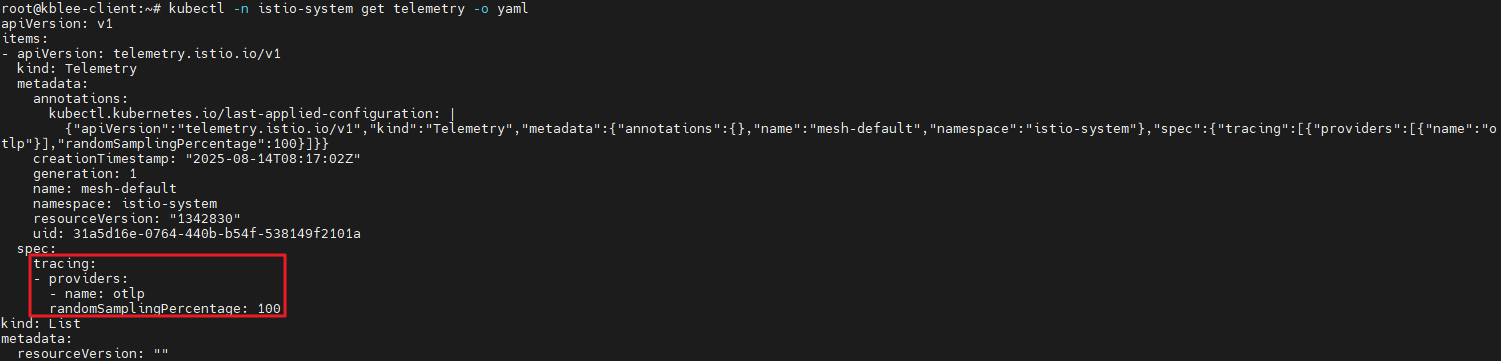 root@kblee-client:~# kubectl -n istio-system get telemetry -o yaml
apiVersion: v1
items:
- apiVersion: telemetry.istio.io/v1
  kind: Telemetry
  metadata:
    annotations:
      kubectl.kubernetes.io/last-applied-configuration: |
        {"apiVersion":"telemetry.istio.io/v1","kind":"Telemetry","metadata":{"annotations":{},"name":"mesh-default","namespace":"istio-system"},"spec":{"tracing":[{"providers":[{"name":"o
tlp"}],"randomSamplingPercentage":100}]}}
    creationTimestamp: "2025-08-14T08:17:02Z"
    generation: 1
    name: mesh-default
    namespace: istio-system
    resourceVersion: "1342830"
    uid: 31a5d16e-0764-440b-b54f-538149f2101a
  spec:
    tracing:
    - providers:
      - name: otlp
      randomSamplingPercentage: 100
kind: List
metadata:
  resourceVersion: ""